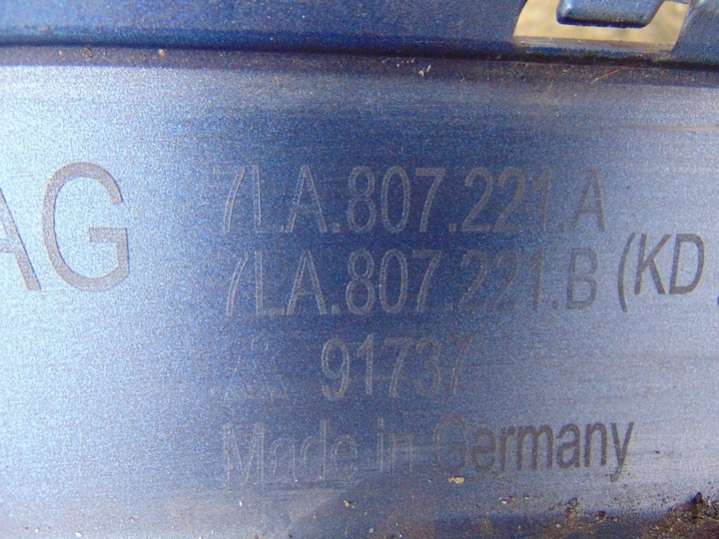 AG 7LA.807.221.A
7LA.807.221.B (KD
91737
Made in Germany